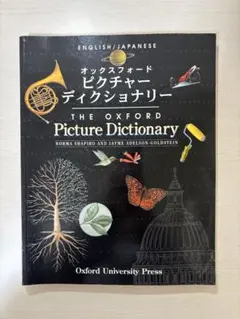 ENGLISH/JAPANESE
オックスフォード
ピクチャー
ディクショナリー
THE OXFORD
Picture Dictionary
NORMA SHAPIRO AND JAYME ADELSON-GOLDSTEIN
Oxford University Press